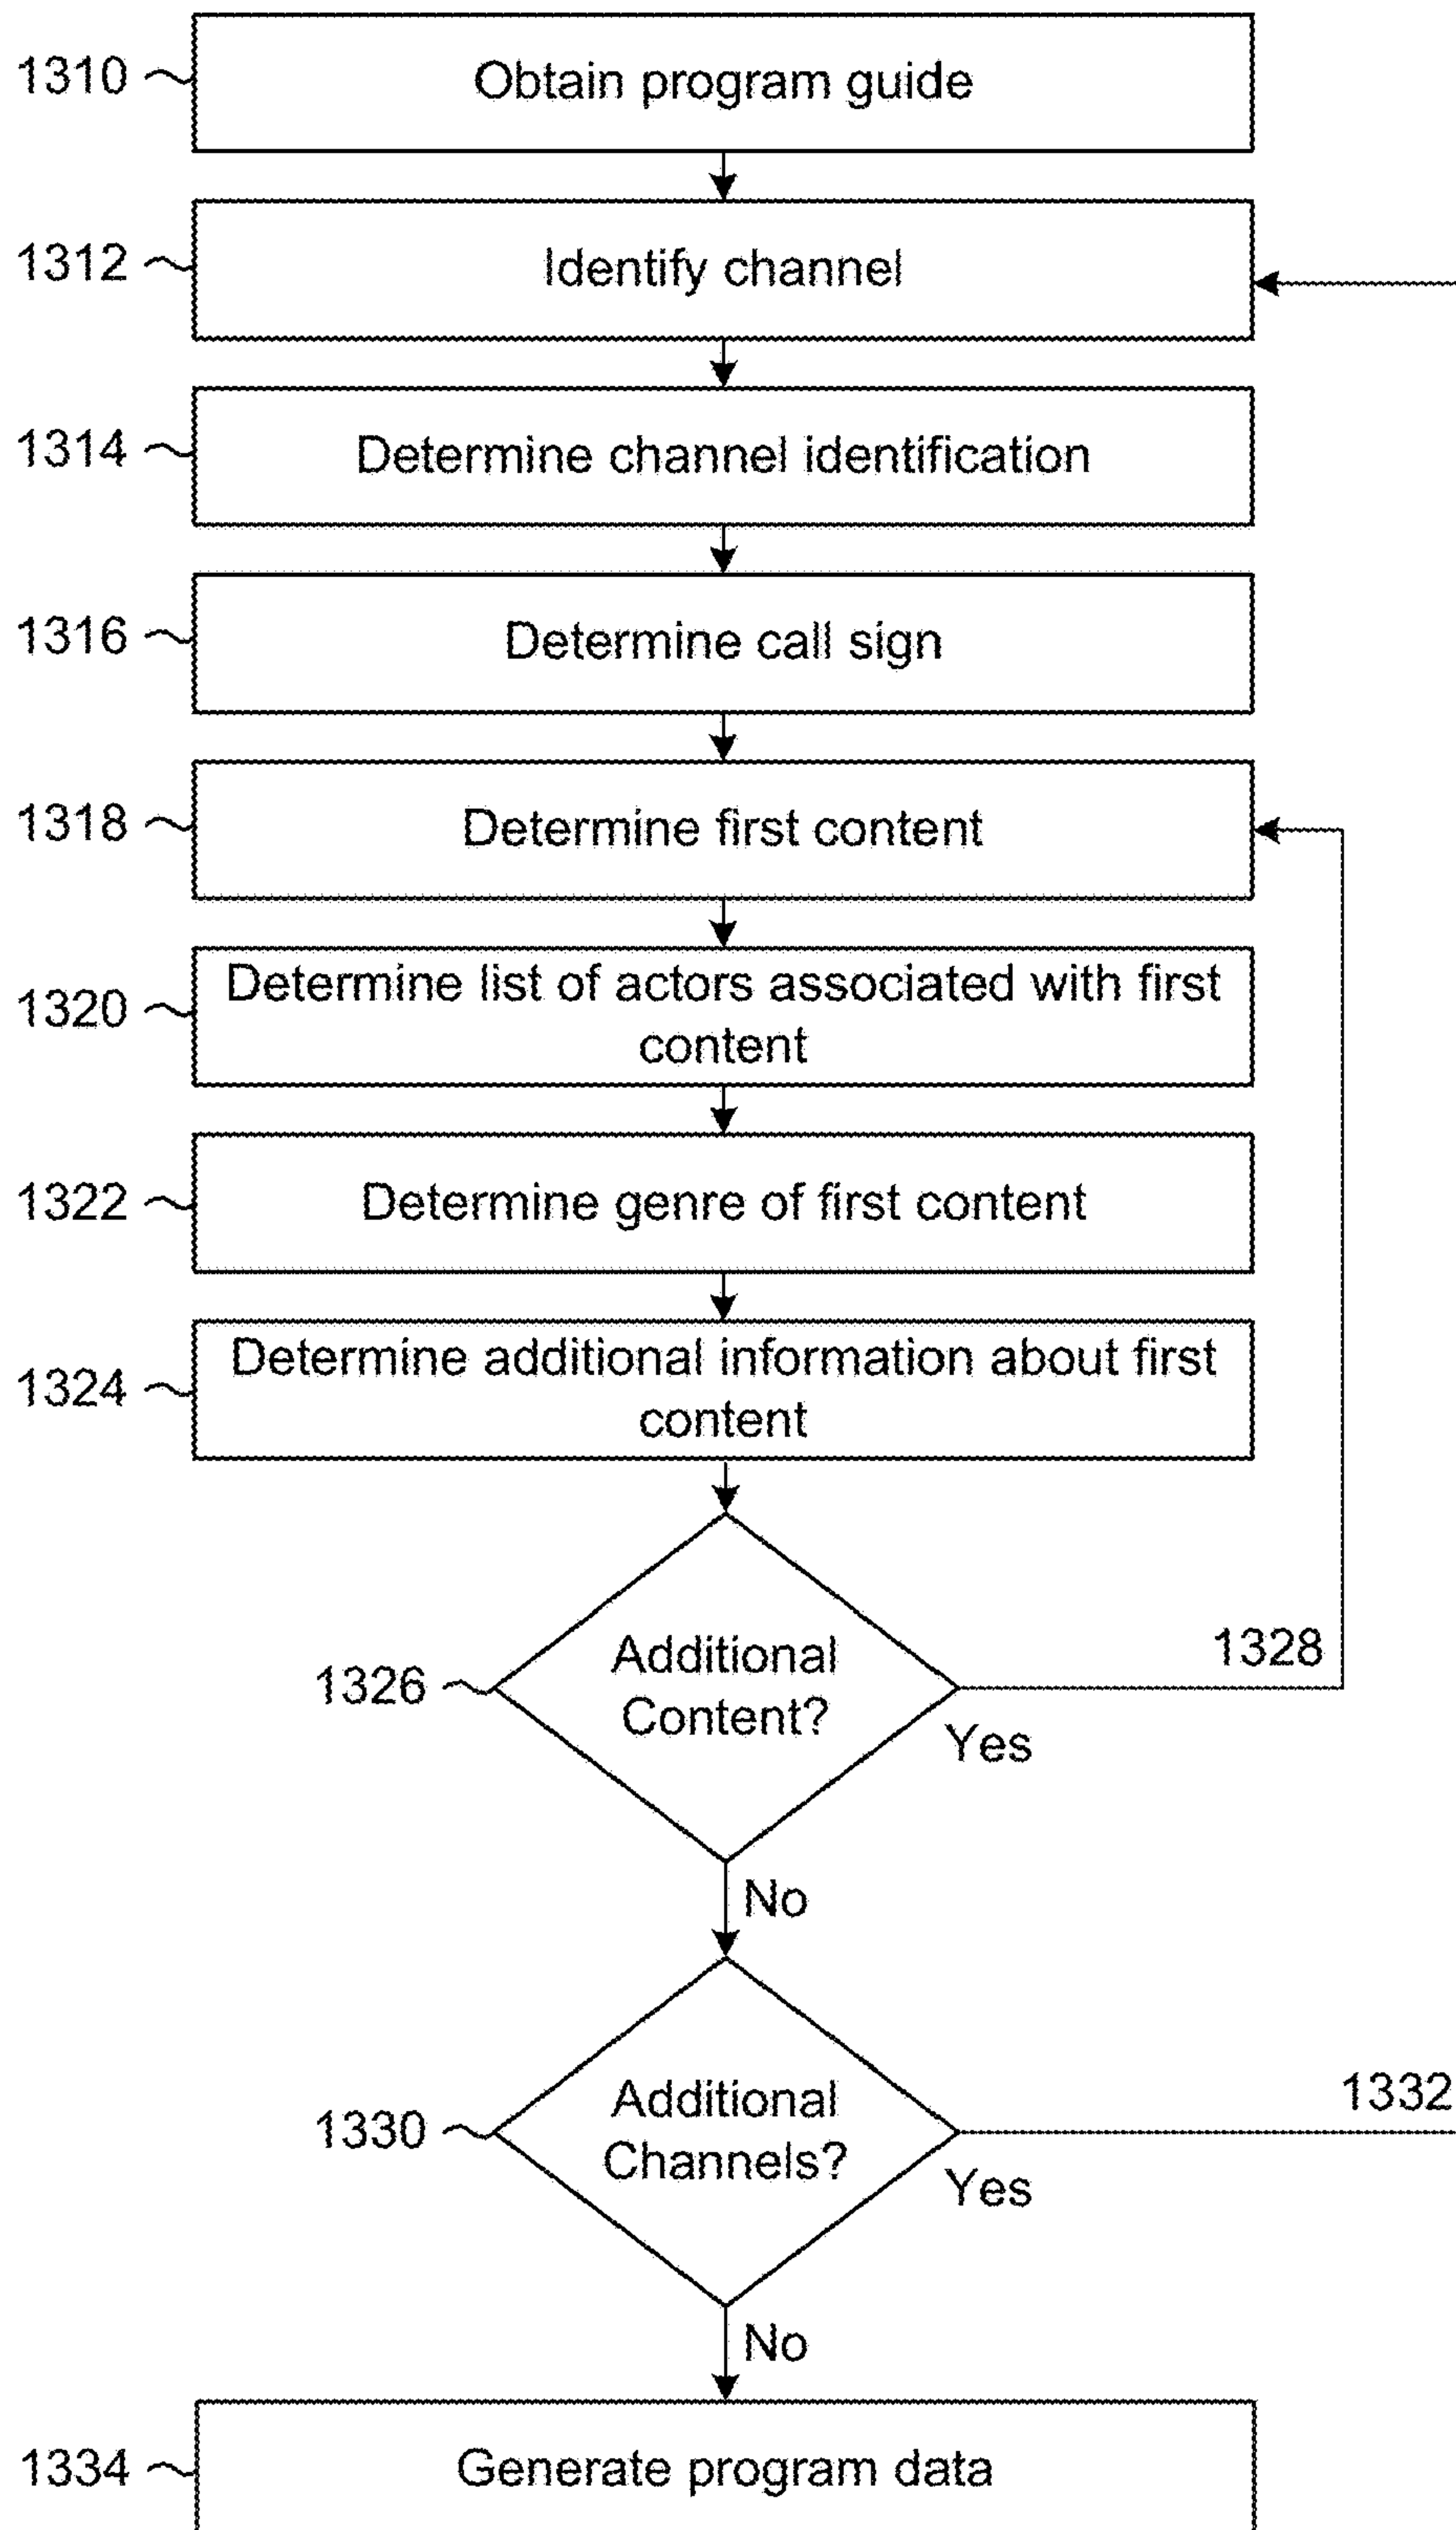 1310
Obtain program guide
1312
Identify channel
1314
Determine channel identification
1316
Determine call sign
1318
Determine first content
1320
Determine list of actors associated with first
content
1322
Determine genre of first content
1324
Determine additional information about first
content
1326
Additional
Content?
1328
Yes
No
1330
Additional
Channels?
1332
Yes
No
1334
Generate program data